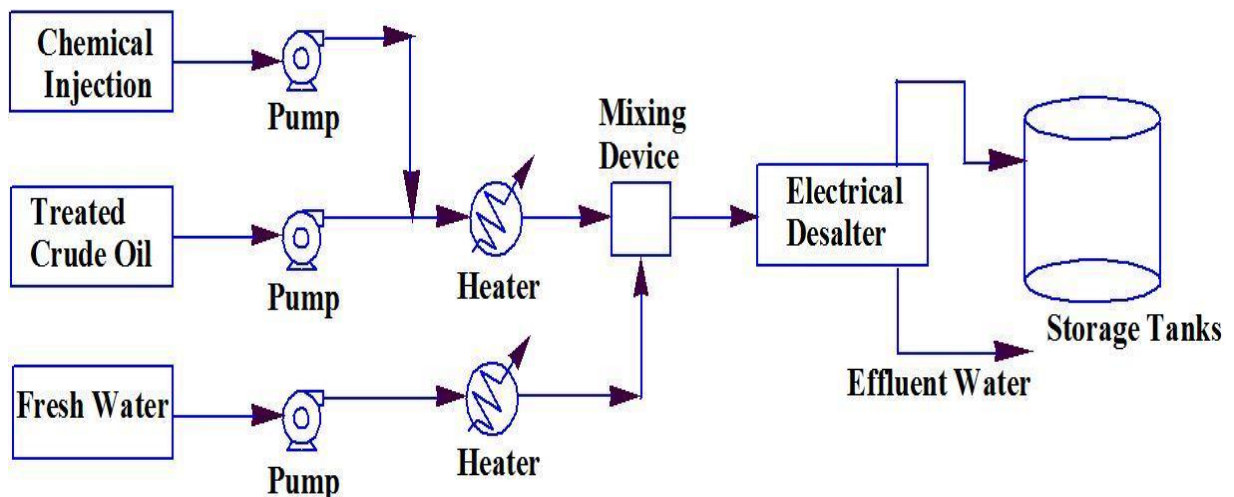 Chemical
Injection
Pump
Mixing
Device
Treated
Crude Oil
Pump
Heater
Electrical
Desalter
Storage Tanks
Fresh Water
Pump
Heater
Effluent Water